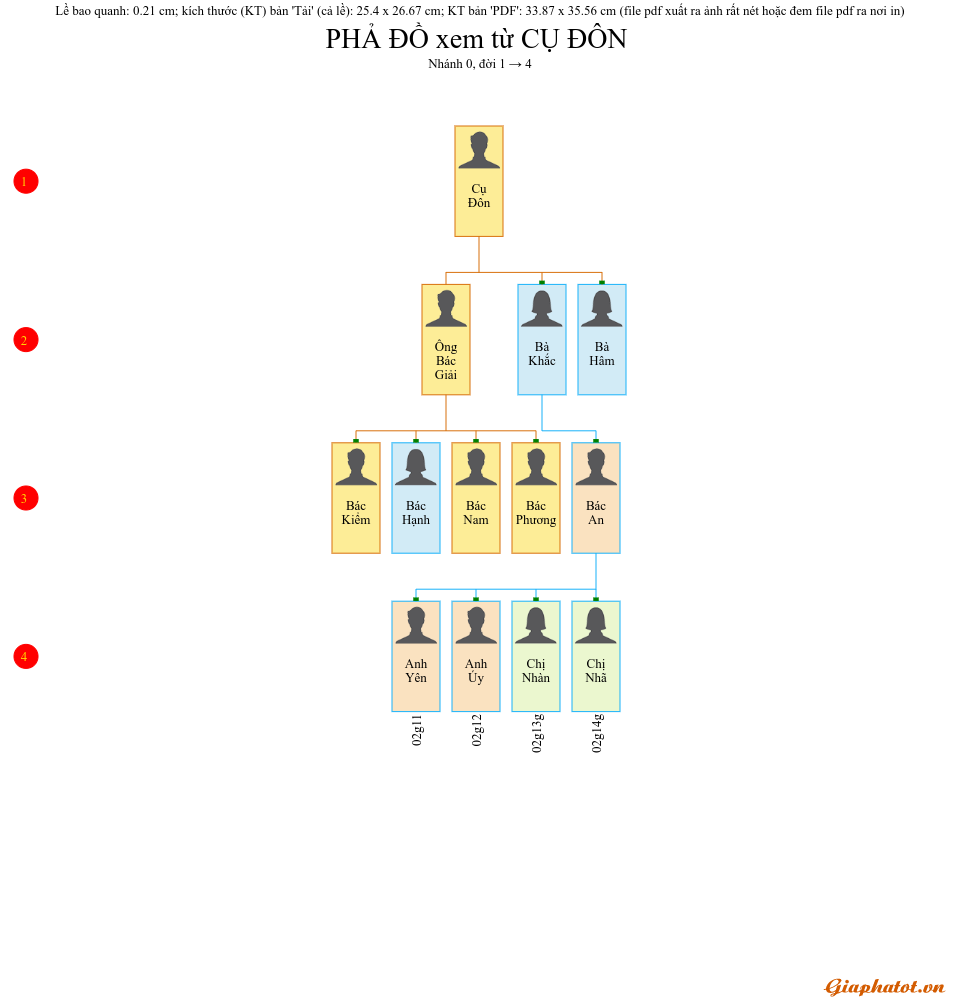 Lề bao quanh: 0.21 cm; kích thước (KT) bản 'Tải' (cả lề): 25.4 x 26.67 cm; KT bản 'PDF': 33.87 x 35.56 cm (file pdf xuất ra ảnh rất nét hoặc đem file pdf ra nơi in)
PHẢ ĐỒ xem từ CỤ ĐÔN
Nhánh 0, đời 1 → 4
1
Cụ
Đôn
2
Ông
Bác
Giải
Bà
Khắc
Bà
Hâm
3
Bác
Kiểm
Bác
Hạnh
Bác
Nam
Bác
Phương
Bác
An
4
Anh
Yên
Anh
Úy
Chị
Nhàn
Chị
Nhã
02g11
02g12
02g13g
02g14g
Giaphatot.vn